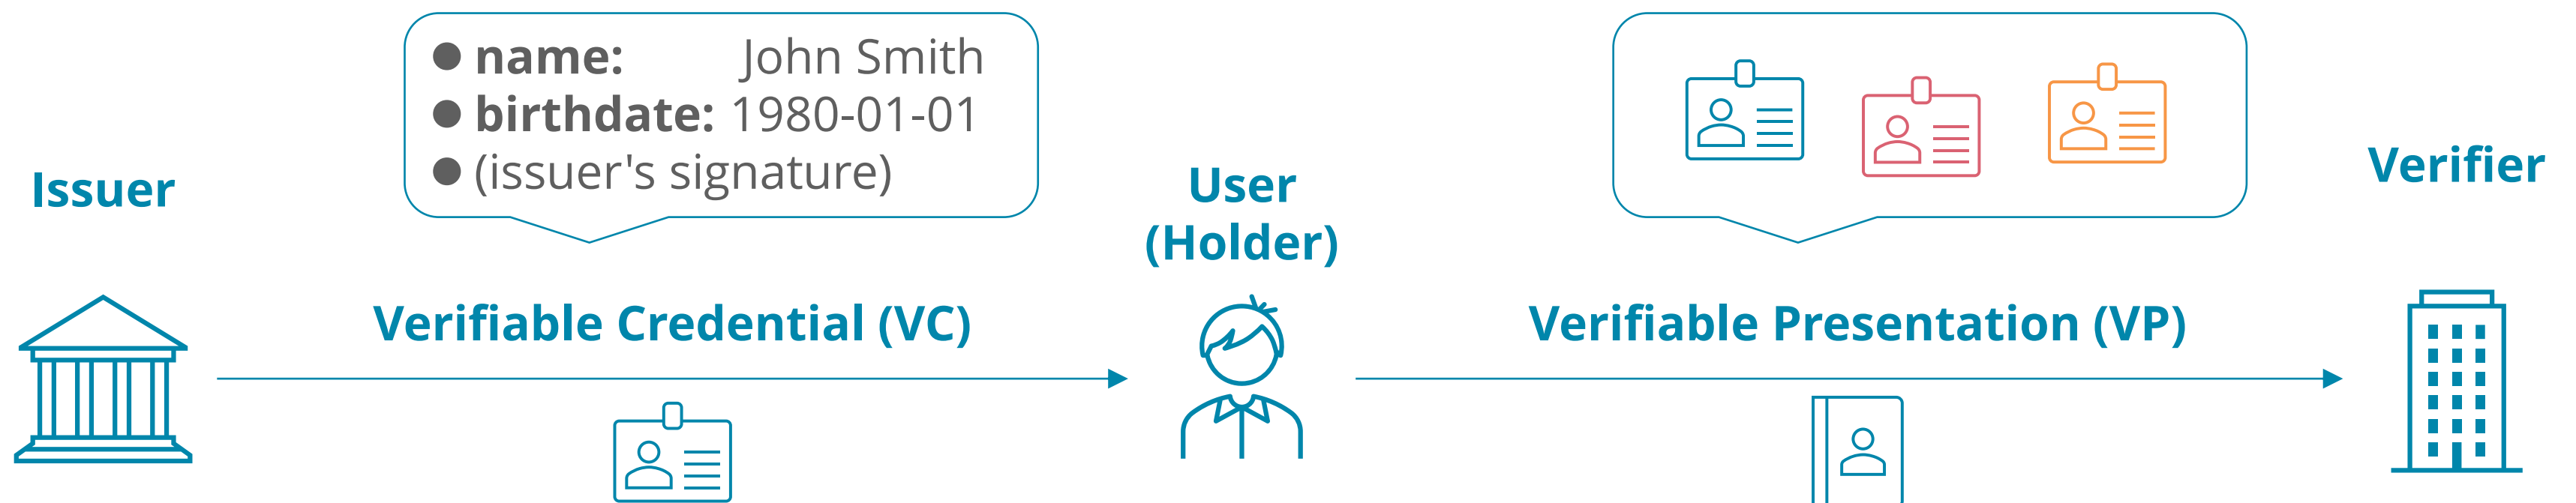 ● name: John Smith
● birthdate: 1980-01-01
● (issuer's signature)
Issuer
User
(Holder)
Verifier
Verifiable Credential (VC)
Verifiable Presentation (VP)